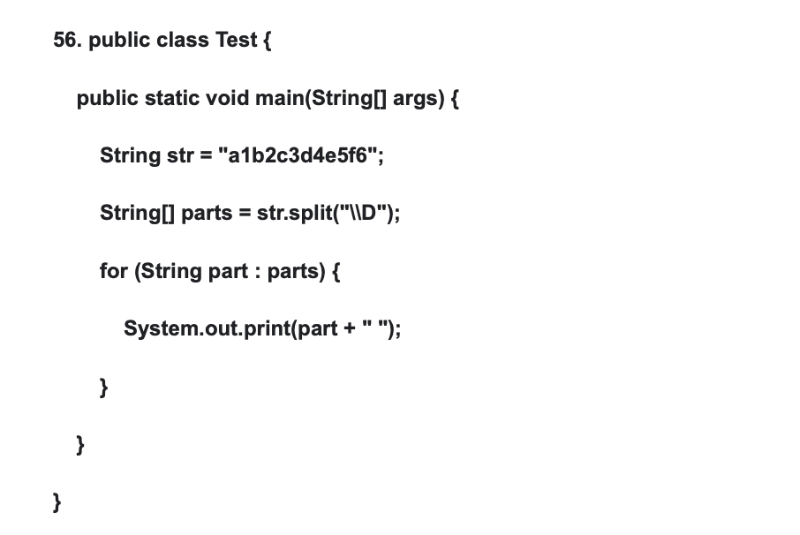 56. public class Test {
public static void main(String[] args) {
String str = "a1b2c3d4e5f6";
String[] parts = str.split("\\D");
for (String part : parts) {
System.out.print(part + " ");
}
}
}